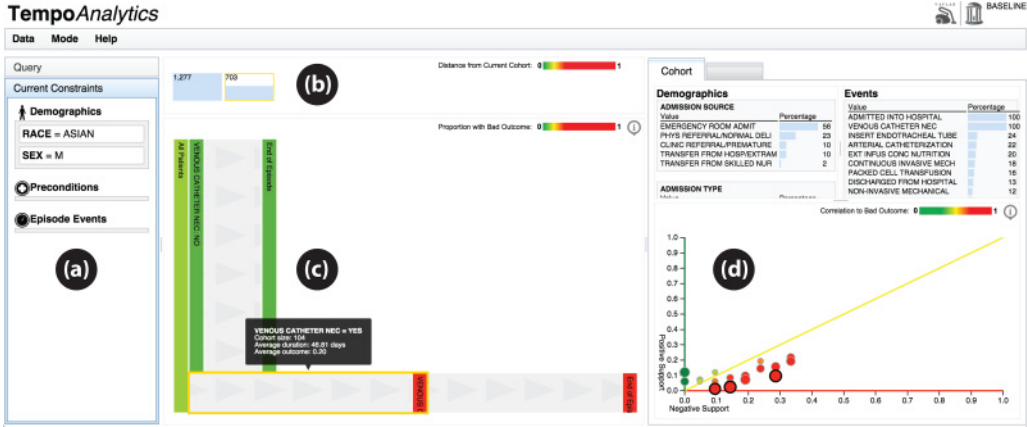 TempoAnalytics
BASELINE
Data Mode Help
Query
Current Constraints
Demographics
RACE = ASIAN
SEX = M
Preconditions
Episode Events
(a)
1,277
703
(b)
Distance from Current Cohort: 0 1
Proportion with Bad Outcome: 0 1
All Patients
VENOUS CATHETER NEC: NO
End of Episode
(c)
VENOUS CATHETER NEC = YES
Cohort size: 104
Average duration: 46.81 days
Average outcome: 0.20
VENOUS C
End of Epis
Cohort
Demographics
ADMISSION SOURCE
Value Percentage
EMERGENCY ROOM ADMIT 56
PHYS REFERRAL/NORMAL DELI 23
CLINIC REFERRAL/PREMATURE 10
TRANSFER FROM HOSP/EXTRAM 10
TRANSFER FROM SKILLED NUR 2
ADMISSION TYPE
Value Percentage
Events
Value Percentage
ADMITTED INTO HOSPITAL 100
VENOUS CATHETER NEC 100
INSERT ENDOTRACHEAL TUBE 24
ARTERIAL CATHETERIZATION 22
EXT INFUS CONC NUTRITION 20
CONTINUOUS INVASIVE MECH 18
PACKED CELL TRANSFUSION 16
DISCHARGED FROM HOSPITAL 13
NON-INVASIVE MECHANICAL 12
Correlation to Bad Outcome: 0 1
(d)
1.0
0.9
0.8
0.7
0.6
0.5
0.4
0.3
0.2
0.1
0.0
Positive Support
0.0 0.1 0.2 0.3 0.4 0.5 0.6 0.7 0.8 0.9 1.0
Negative Support